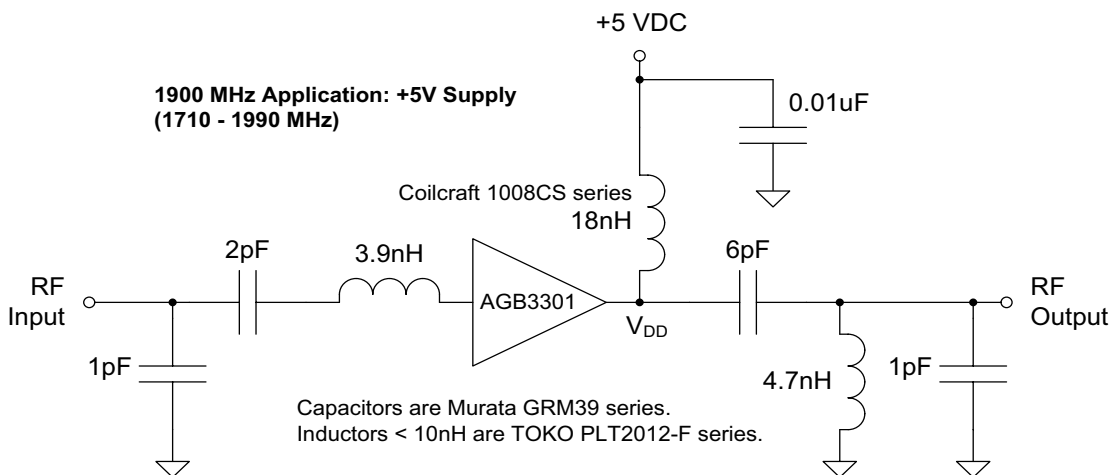 +5 VDC
1900 MHz Application: +5V Supply
(1710 - 1990 MHz)
0.01uF
Coilcraft 1008CS series
18nH
2pF
3.9nH
6pF
RF
Input
AGB3301
VDD
RF
Output
1pF
4.7nH
1pF
Capacitors are Murata GRM39 series.
Inductors < 10nH are TOKO PLT2012-F series.